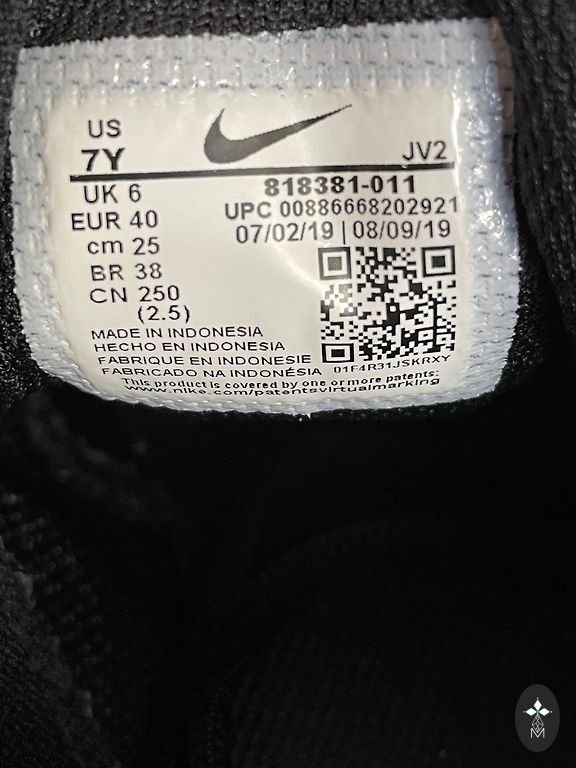 US
7Y
JV2
UK 6
EUR 40
cm 25
BR 38
CN 250
(2.5)
818381-011
UPC 00886668202921
07/02/19 | 08/09/19
MADE IN INDONESIA
HECHO EN INDONESIA
FABRIQUE EN INDONESIE
FABRICADO NA INDONÉSIA
01F4R31JSKRXY
This product is covered by one or more patents:
www.nike.com/patentsvirtualmarking
M